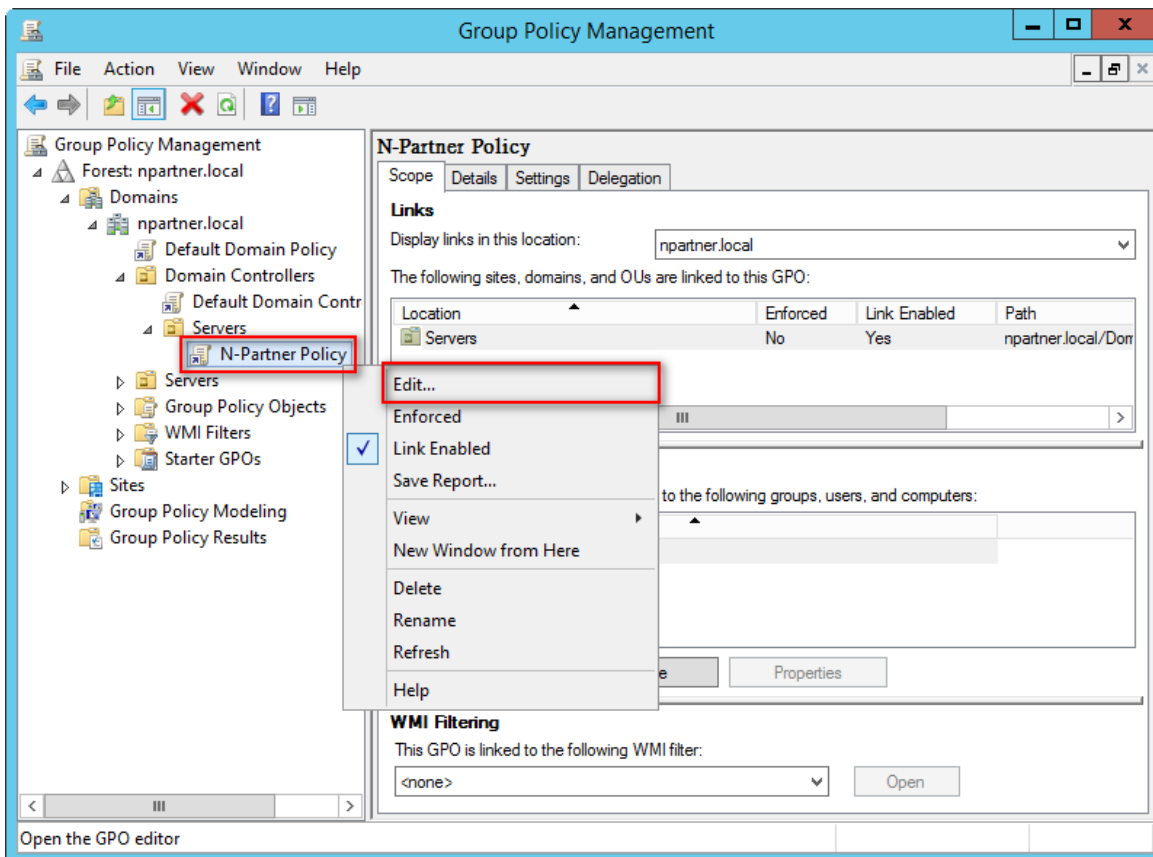 Group Policy Management
File Action View Window Help
Group Policy Management
Forest: npartner.local
Domains
npartner.local
Default Domain Policy
Domain Controllers
Default Domain Contr
Servers
N-Partner Policy
Servers
Group Policy Objects
WMI Filters
Starter GPOs
Sites
Group Policy Modeling
Group Policy Results
N-Partner Policy
Scope Details Settings Delegation
Links
Display links in this location: npartner.local
The following sites, domains, and OUs are linked to this GPO:
Location Enforced Link Enabled Path
Servers No Yes npartner.local/Dom
Edit...
Enforced
Link Enabled
Save Report...
View
New Window from Here
Delete
Rename
Refresh
Help
to the following groups, users, and computers:
e Properties
WMI Filtering
This GPO is linked to the following WMI filter:
<none> Open
Open the GPO editor